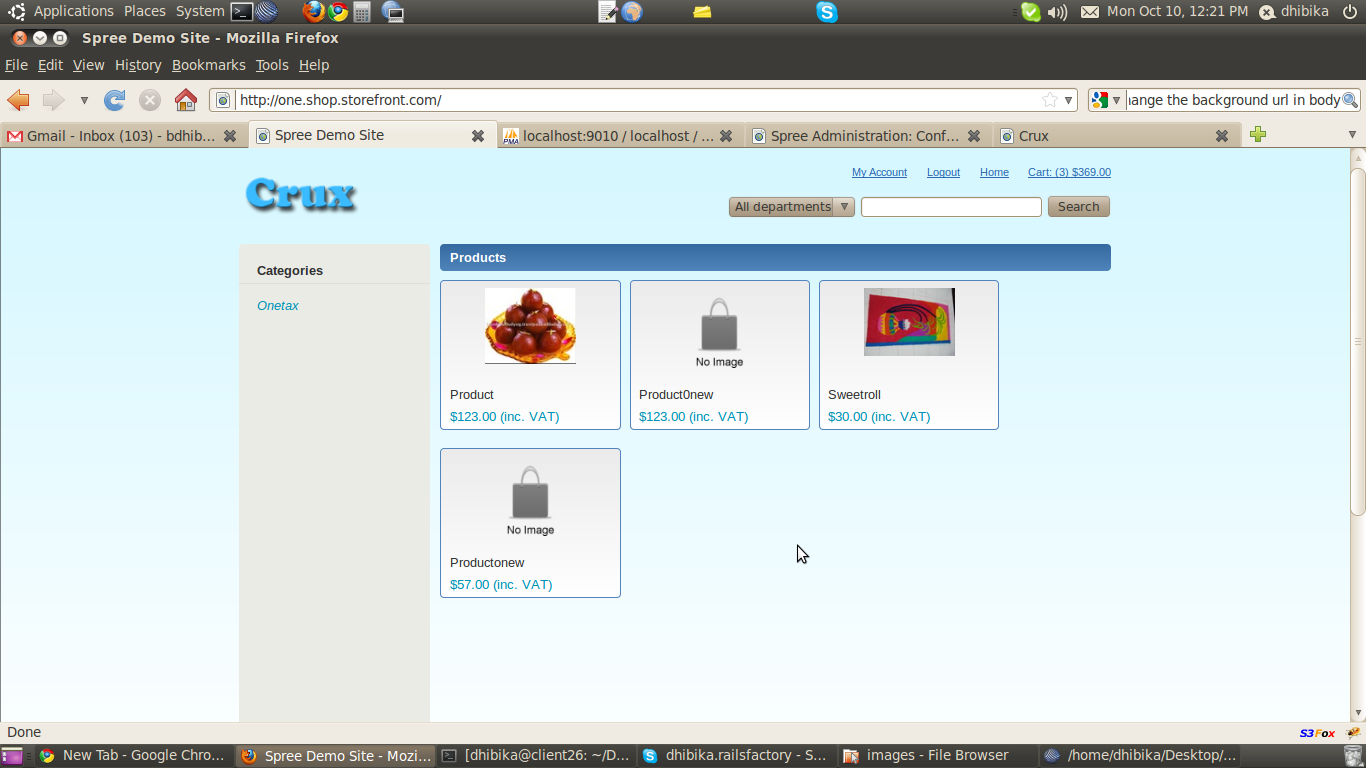 Applications Places System Mon Oct 10, 12:21 PM dhibika
Spree Demo Site - Mozilla Firefox
File Edit View History Bookmarks Tools Help
http://one.shop.storefront.com/ ange the background url in body
Gmail - Inbox (103) - bdhib... Spree Demo Site PMA localhost:9010 / localhost / ... Spree Administration: Conf... Crux
My Account Logout Home Cart: (3) $369.00
Crux
All departments Search
Categories
Onetax
Products
Product
$123.00 (inc. VAT)
No Image
Product0new
$123.00 (inc. VAT)
Sweetroll
$30.00 (inc. VAT)
No Image
Productonew
$57.00 (inc. VAT)
Done S3Fox
New Tab - Google Chro... Spree Demo Site - Mozi... [dhibika@client26: ~/D... dhibika.railsfactory - S... images - File Browser /home/dhibika/Desktop/...